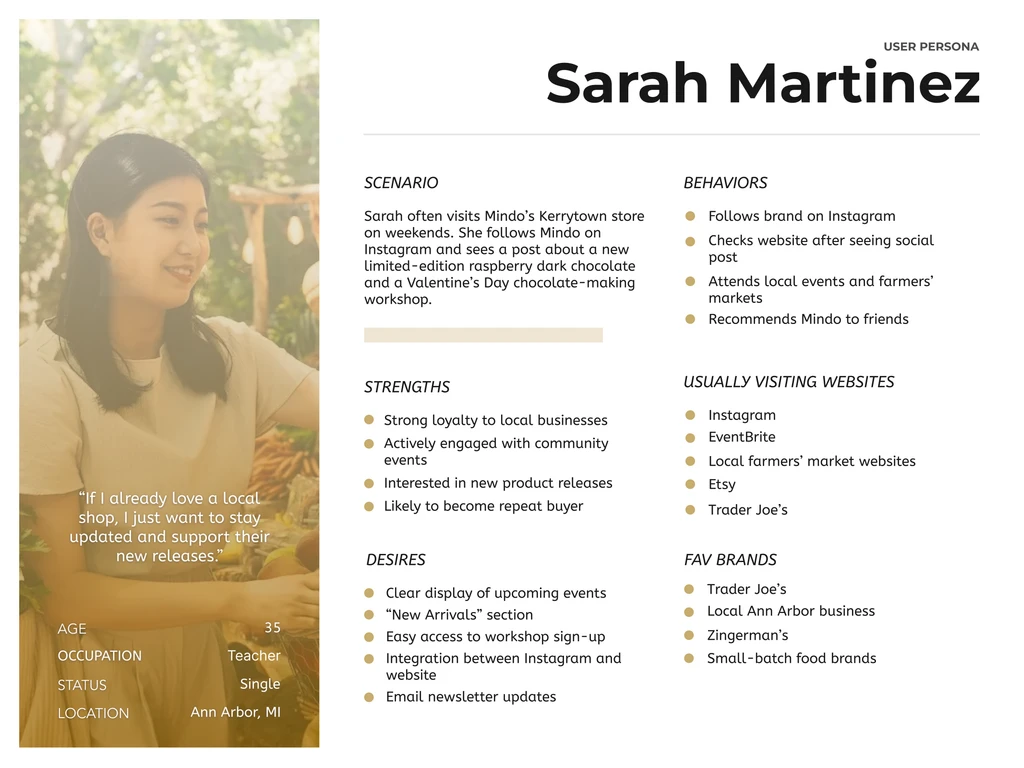 USER PERSONA
Sarah Martinez
“If I already love a local
shop, I just want to stay
updated and support their
new releases.”
AGE 35
OCCUPATION Teacher
STATUS Single
LOCATION Ann Arbor, MI
SCENARIO
Sarah often visits Mindo’s Kerrytown store
on weekends. She follows Mindo on
Instagram and sees a post about a new
limited-edition raspberry dark chocolate
and a Valentine’s Day chocolate-making
workshop.
STRENGTHS
Strong loyalty to local businesses
Actively engaged with community
events
Interested in new product releases
Likely to become repeat buyer
DESIRES
Clear display of upcoming events
“New Arrivals” section
Easy access to workshop sign-up
Integration between Instagram and
website
Email newsletter updates
BEHAVIORS
Follows brand on Instagram
Checks website after seeing social
post
Attends local events and farmers’
markets
Recommends Mindo to friends
USUALLY VISITING WEBSITES
Instagram
EventBrite
Local farmers’ market websites
Etsy
Trader Joe’s
FAV BRANDS
Trader Joe’s
Local Ann Arbor business
Zingerman’s
Small-batch food brands